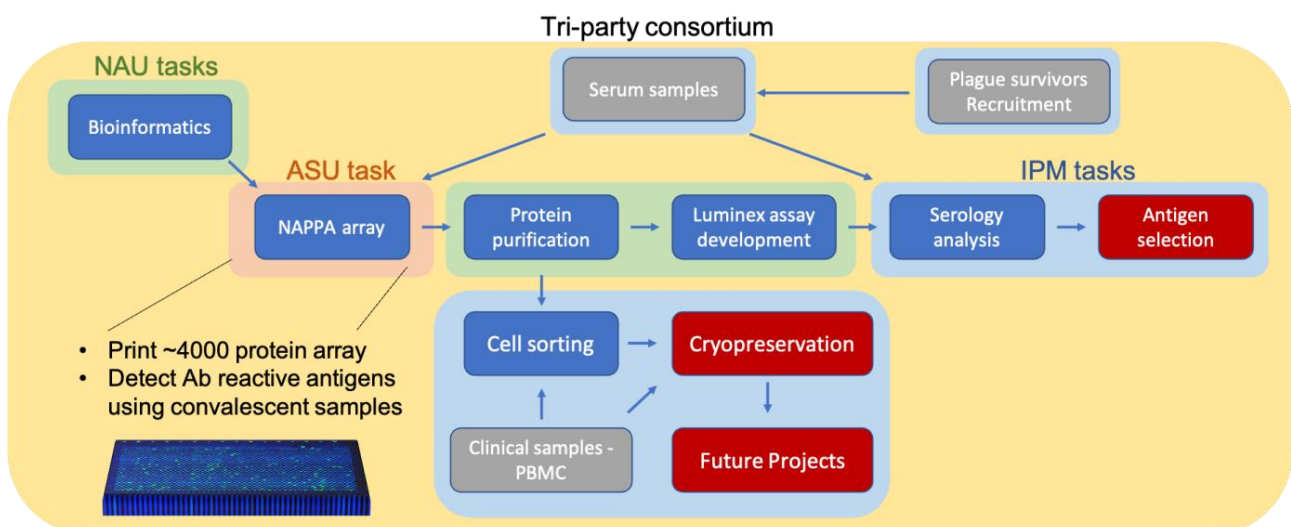 Tri-party consortium
NAU tasks
Bioinformatics
Serum samples
Plague survivors
Recruitment
ASU task
NAPPA array
Protein
purification
Luminex assay
development
IPM tasks
Serology
analysis
Antigen
selection
• Print ~4000 protein array
• Detect Ab reactive antigens
using convalescent samples
Cell sorting
Cryopreservation
Clinical samples -
PBMC
Future Projects